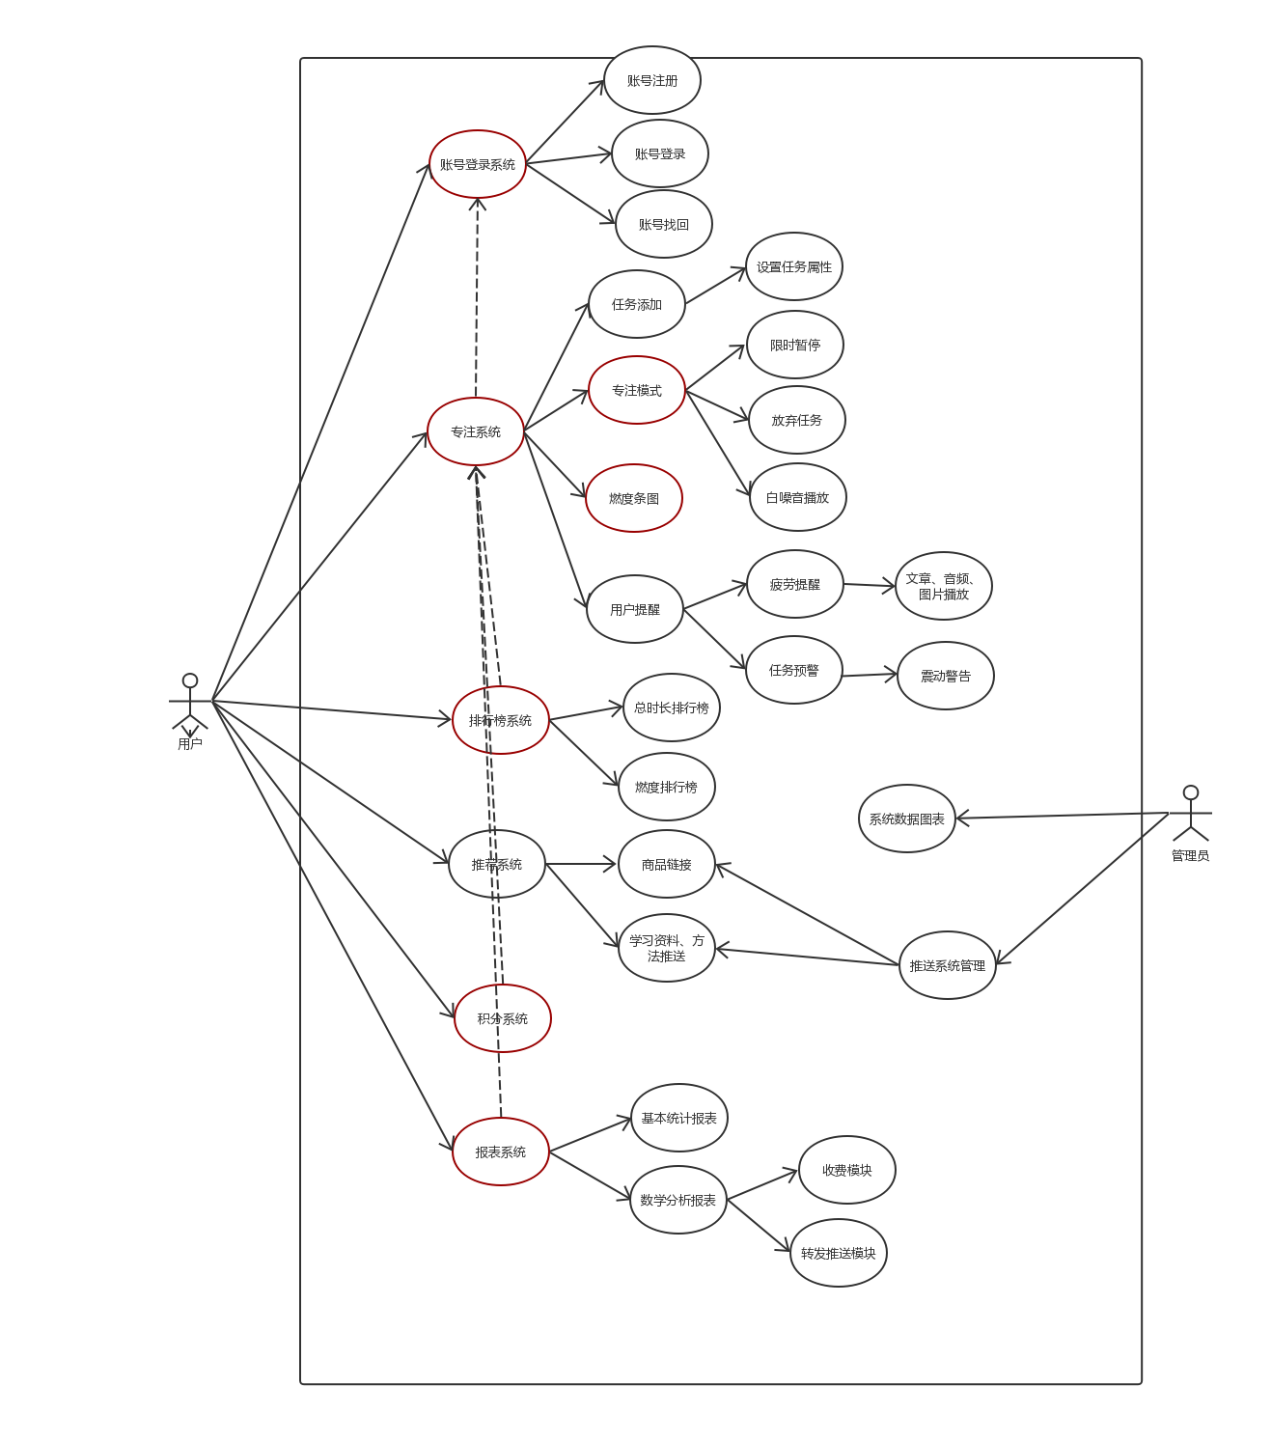 账号注册
账号登录
账号登录系统
账号找回
设置任务属性
任务添加
限时暂停
专注模式
放弃任务
专注系统
燃度条图
白噪音播放
疲劳提醒
文章、音频、
图片播放
用户提醒
任务预警
震动警告
总时长排行榜
排行榜系统
用户
燃度排行榜
系统数据图表
管理员
推荐系统
商品链接
学习资料、方
法推送
推送系统管理
积分系统
基本统计报表
报表系统
收费模块
数学分析报表
转发推送模块